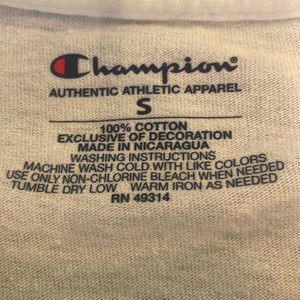 Champion
AUTHENTIC ATHLETIC APPAREL
S
100% COTTON
EXCLUSIVE OF DECORATION
MADE IN NICARAGUA
WASHING INSTRUCTIONS
MACHINE WASH COLD WITH LIKE COLORS
USE ONLY NON-CHLORINE BLEACH WHEN NEEDED
TUMBLE DRY LOW WARM IRON AS NEEDED
RN 49314